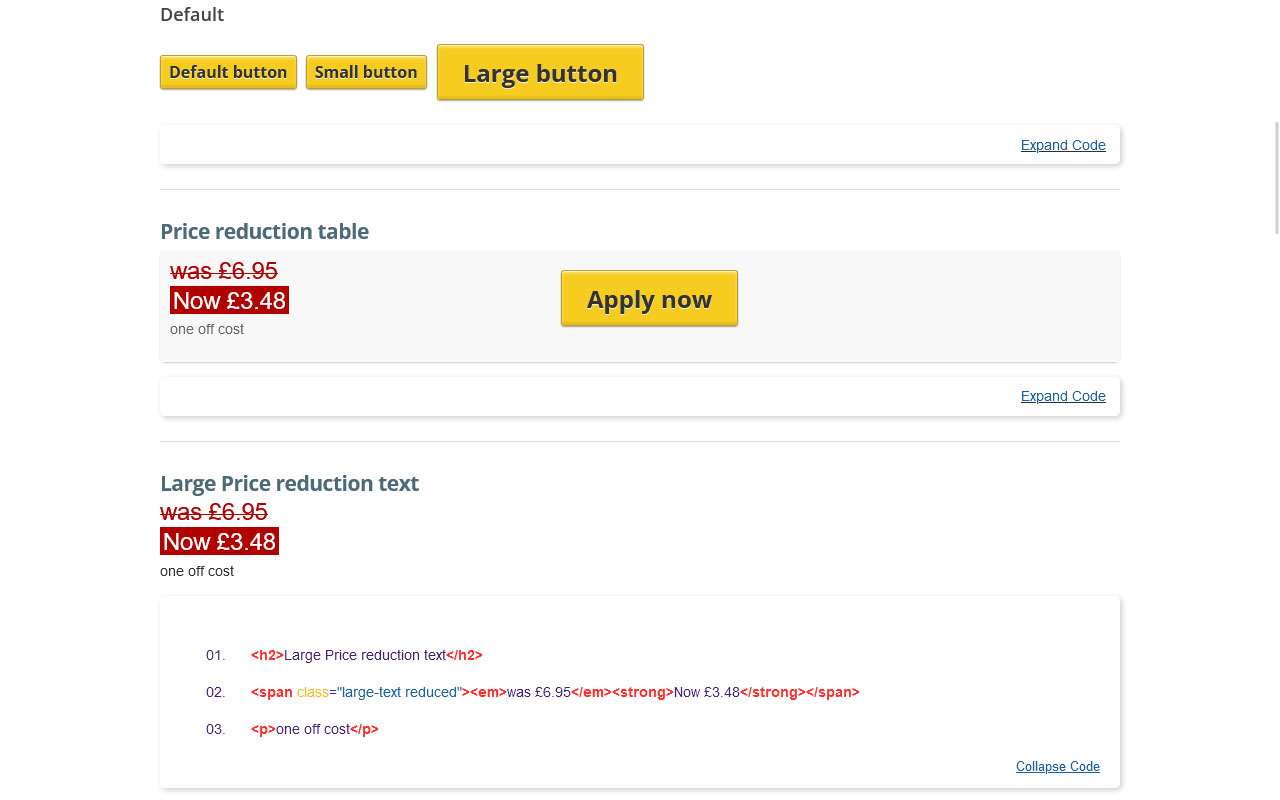 Default
Default button Small button Large button
Expand Code
Price reduction table
was £6.95
Now £3.48
one off cost
Apply now
Expand Code
Large Price reduction text
was £6.95
Now £3.48
one off cost
01. <h2>Large Price reduction text</h2>
02. <span class="large-text reduced"><em>was £6.95</em><strong>Now £3.48</strong></span>
03. <p>one off cost</p>
Collapse Code